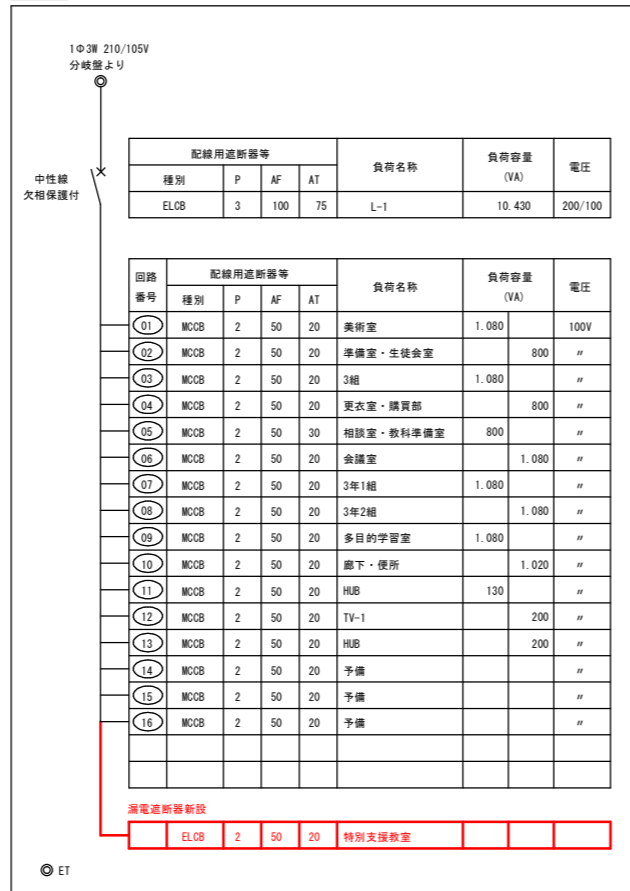 1Φ3W 210/105V
分岐盤より
中性線
欠相保護付
配線用遮断器等 負荷名称 負荷容量 (VA) 電圧
種別 P AF AT
ELCB 3 100 75 L-1 10.430 200/100
回路番号 配線用遮断器等 負荷名称 負荷容量 (VA) 電圧
種別 P AF AT
01 MCCB 2 50 20 美術室 1.080 100V
02 MCCB 2 50 20 準備室・生徒会室 800 〃
03 MCCB 2 50 20 3組 1.080 〃
04 MCCB 2 50 20 更衣室・購買部 800 〃
05 MCCB 2 50 30 相談室・教科準備室 800 〃
06 MCCB 2 50 20 会議室 1.080 〃
07 MCCB 2 50 20 3年1組 1.080 〃
08 MCCB 2 50 20 3年2組 1.080 〃
09 MCCB 2 50 20 多目的学習室 1.080 〃
10 MCCB 2 50 20 廊下・便所 1.020 〃
11 MCCB 2 50 20 HUB 130 〃
12 MCCB 2 50 20 TV-1 200 〃
13 MCCB 2 50 20 HUB 200 〃
14 MCCB 2 50 20 予備 〃
15 MCCB 2 50 20 予備 〃
16 MCCB 2 50 20 予備 〃
漏電遮断器新設
ELCB 2 50 20 特別支援教室
ET